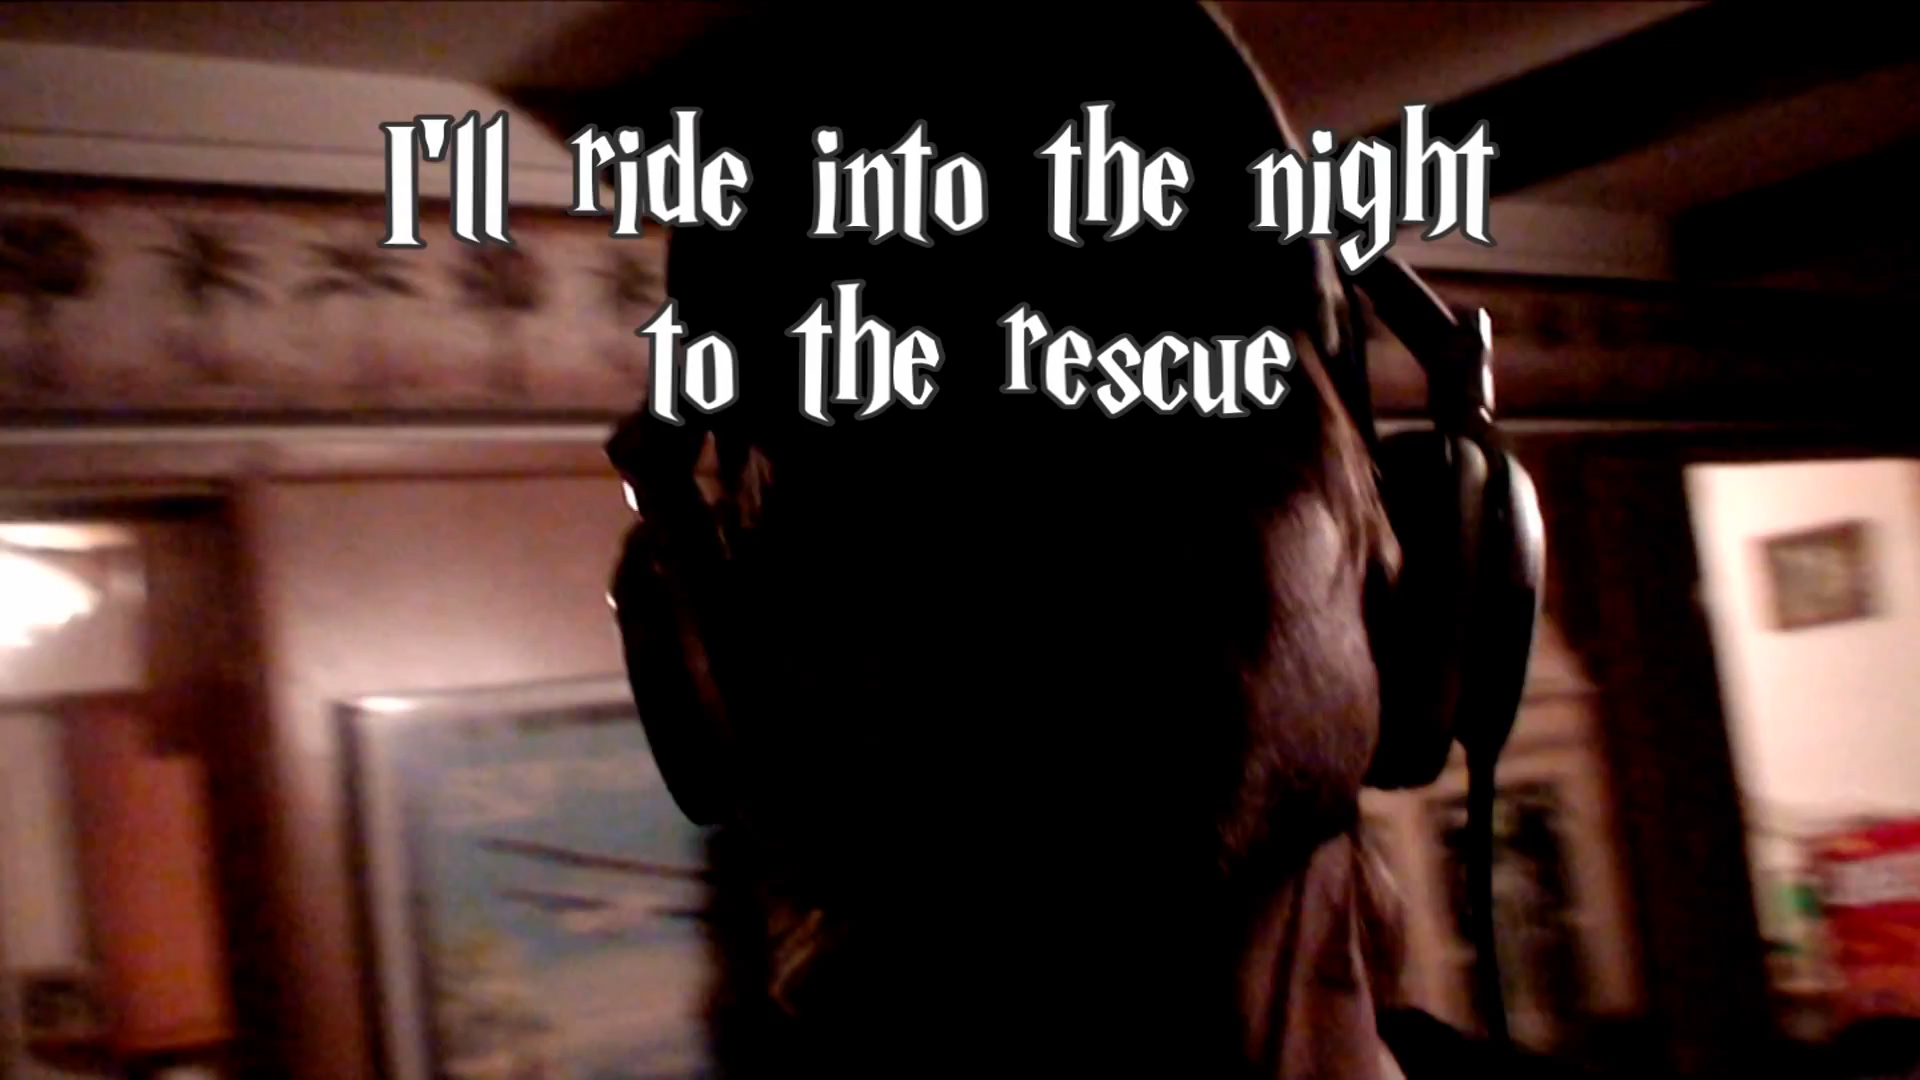 I'll ride into the night
to the rescue